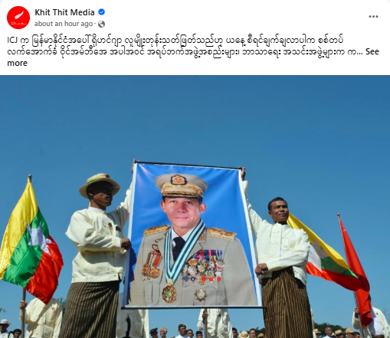 Khit Thit Media
about an hour ago ·
ICJ က မြန်မာနိုင်ငံအပေါ် ရိုဟင်ဂျာ လူမျိုးတုန်းသတ်ဖြတ်သည်ဟု ယနေ့ စီရင်ချက်ချလာပါက စစ်တပ်
လက်အောက်ခံ ဝိုင်အမ်ဘီအေ အပါအဝင် အရပ်ဘက်အဖွဲ့အစည်းများ၊ ဘာသာရေး အသင်းအဖွဲ့များက က... See
more